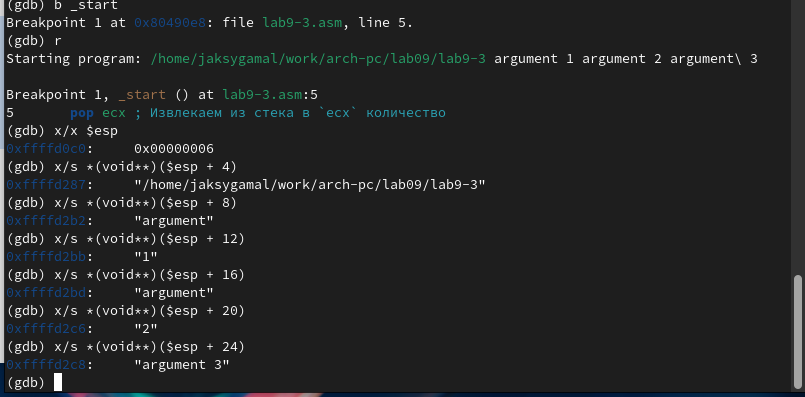 (gdb) b _start
Breakpoint 1 at 0x80490e8: file lab9-3.asm, line 5.
(gdb) r
Starting program: /home/jaksygamal/work/arch-pc/lab09/lab9-3 argument 1 argument 2 argument\ 3
Breakpoint 1, _start () at lab9-3.asm:5
5       pop ecx ; Извлекаем из стека в `ecx` количество
(gdb) x/x $esp
0xffffd0c0:     0x00000006
(gdb) x/s *(void**)($esp + 4)
0xffffd287:     "/home/jaksygamal/work/arch-pc/lab09/lab9-3"
(gdb) x/s *(void**)($esp + 8)
0xffffd2b2:     "argument"
(gdb) x/s *(void**)($esp + 12)
0xffffd2bb:     "1"
(gdb) x/s *(void**)($esp + 16)
0xffffd2bd:     "argument"
(gdb) x/s *(void**)($esp + 20)
0xffffd2c6:     "2"
(gdb) x/s *(void**)($esp + 24)
0xffffd2c8:     "argument 3"
(gdb)